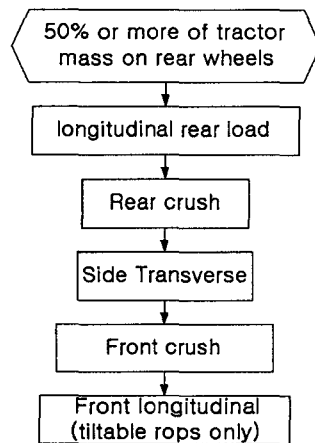 50% or more of tractor
mass on rear wheels
longitudinal rear load
Rear crush
Side Transverse
Front crush
Front longitudinal
(tiltable rops only)